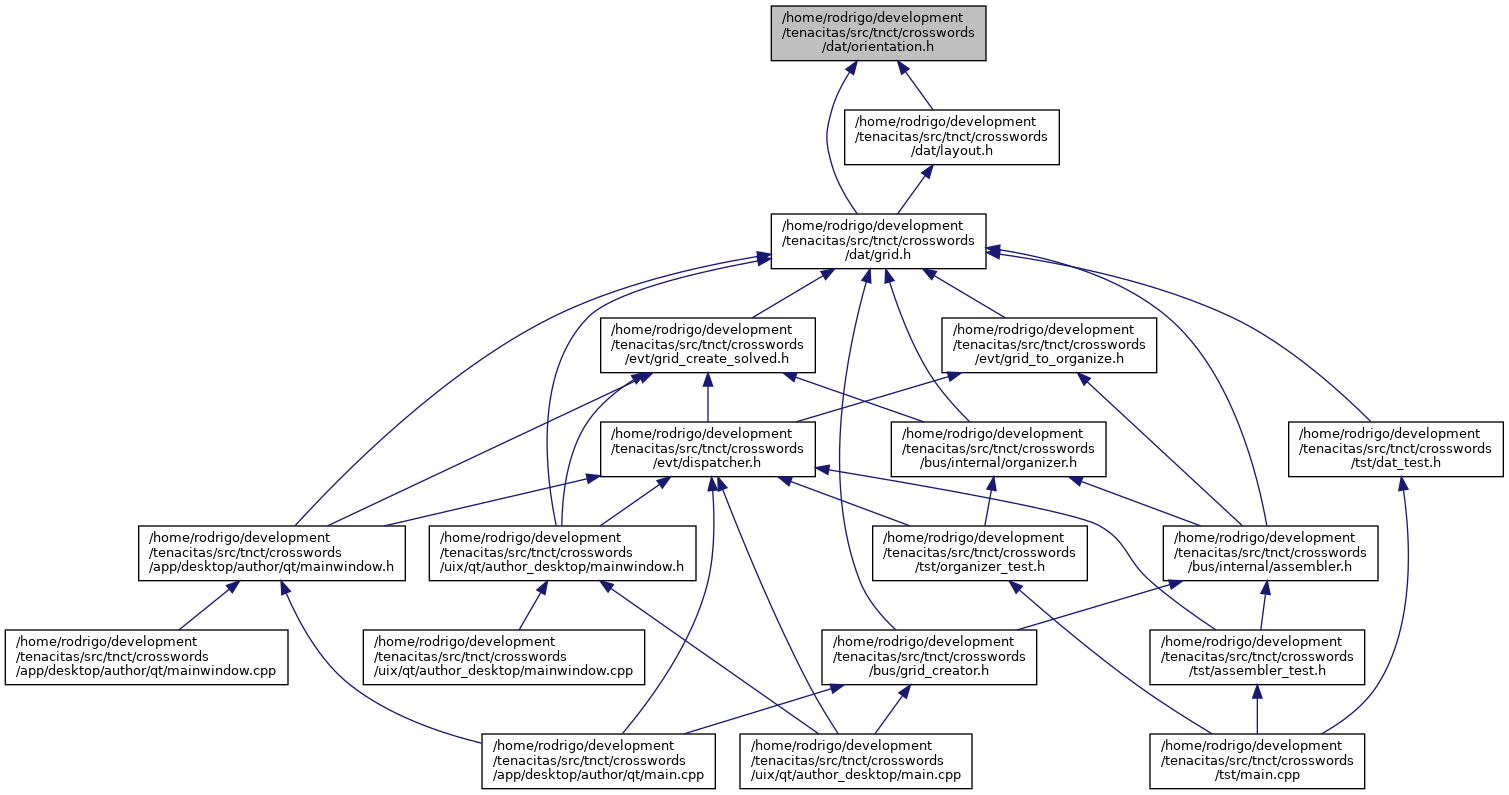 /home/rodrigo/development
/tenacitas/src/tnct/crosswords
/dat/orientation.h
/home/rodrigo/development
/tenacitas/src/tnct/crosswords
/dat/layout.h
/home/rodrigo/development
/tenacitas/src/tnct/crosswords
/dat/grid.h
/home/rodrigo/development
/tenacitas/src/tnct/crosswords
/evt/grid_create_solved.h
/home/rodrigo/development
/tenacitas/src/tnct/crosswords
/evt/grid_to_organize.h
/home/rodrigo/development
/tenacitas/src/tnct/crosswords
/evt/dispatcher.h
/home/rodrigo/development
/tenacitas/src/tnct/crosswords
/bus/internal/organizer.h
/home/rodrigo/development
/tenacitas/src/tnct/crosswords
/tst/dat_test.h
/home/rodrigo/development
/tenacitas/src/tnct/crosswords
/app/desktop/author/qt/mainwindow.h
/home/rodrigo/development
/tenacitas/src/tnct/crosswords
/uix/qt/author_desktop/mainwindow.h
/home/rodrigo/development
/tenacitas/src/tnct/crosswords
/tst/organizer_test.h
/home/rodrigo/development
/tenacitas/src/tnct/crosswords
/bus/internal/assembler.h
/home/rodrigo/development
/tenacitas/src/tnct/crosswords
/app/desktop/author/qt/mainwindow.cpp
/home/rodrigo/development
/tenacitas/src/tnct/crosswords
/uix/qt/author_desktop/mainwindow.cpp
/home/rodrigo/development
/tenacitas/src/tnct/crosswords
/bus/grid_creator.h
/home/rodrigo/development
/tenacitas/src/tnct/crosswords
/tst/assembler_test.h
/home/rodrigo/development
/tenacitas/src/tnct/crosswords
/app/desktop/author/qt/main.cpp
/home/rodrigo/development
/tenacitas/src/tnct/crosswords
/uix/qt/author_desktop/main.cpp
/home/rodrigo/development
/tenacitas/src/tnct/crosswords
/tst/main.cpp